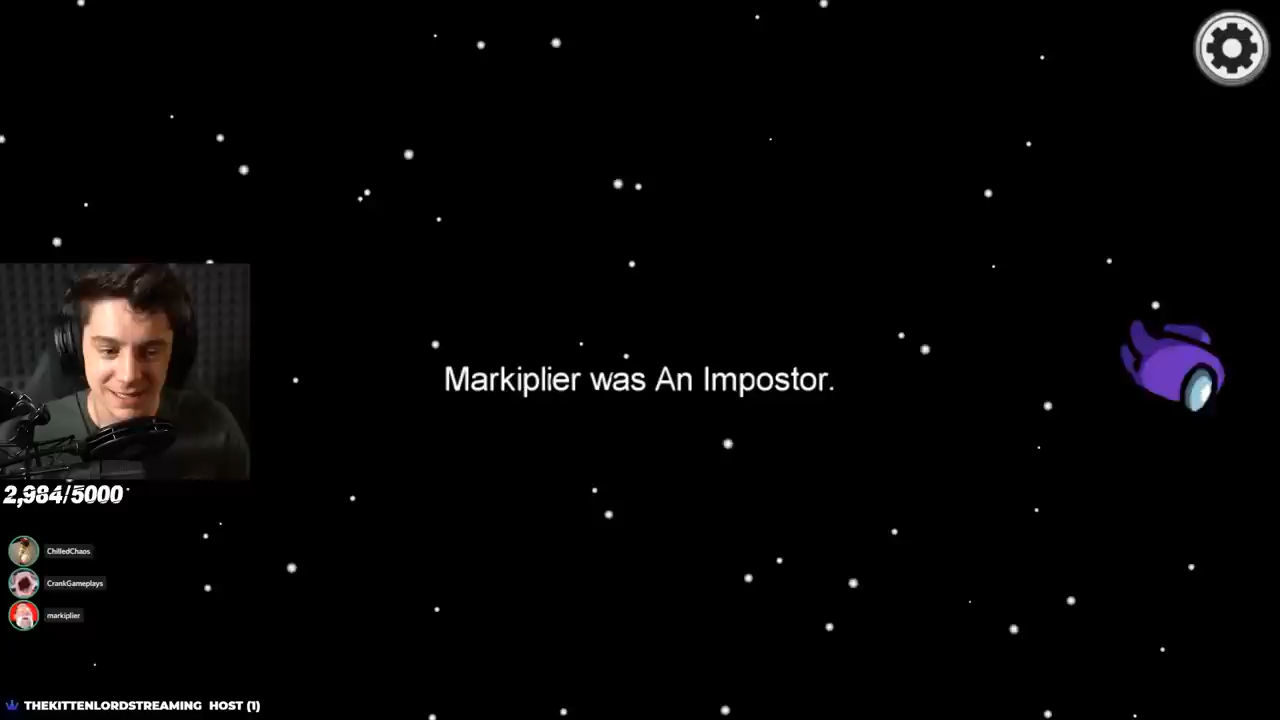 Markiplier was An Impostor.
2,984/5000
ChilledChaos
CrankGameplays
markiplier
THEKITTENLORDSTREAMING HOST (1)